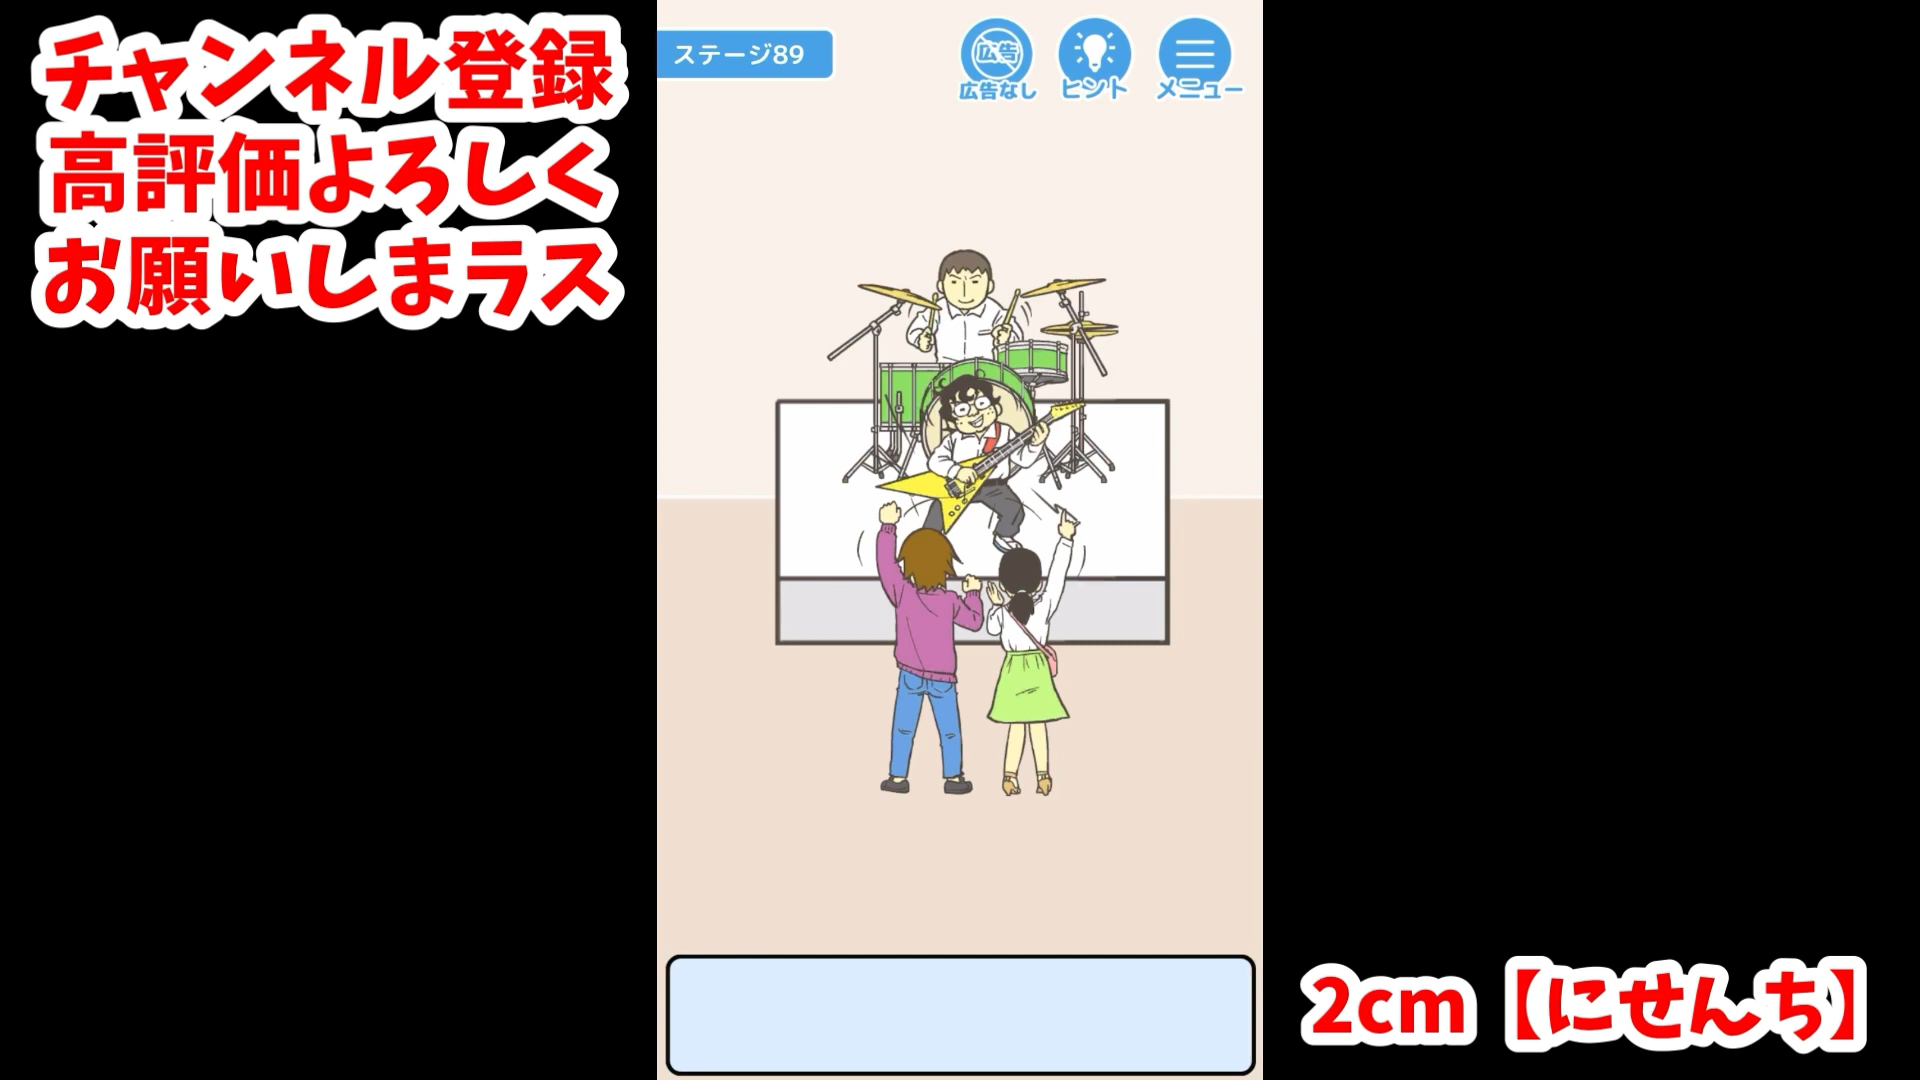 チャンネル登録
高評価よろしく
お願いしまラス
ステージ89
広告
広告なし
ヒント
メニュー
2cm【にせんち】